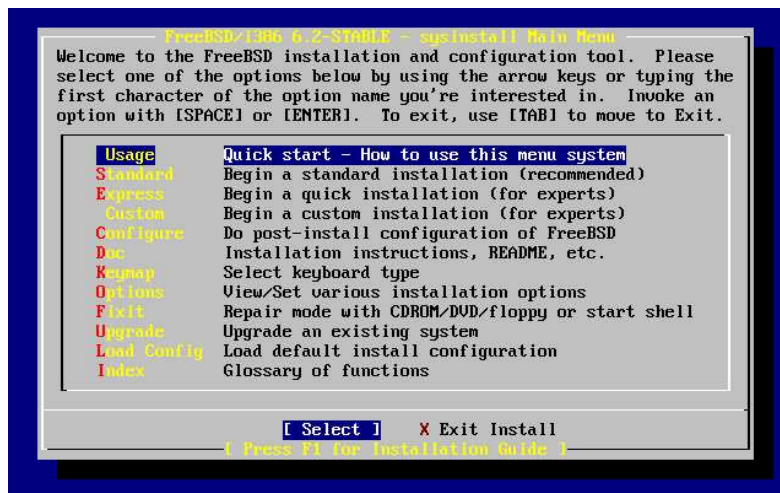 FreeBSD/i386 6.2-STABLE - sysinstall Main Menu
Welcome to the FreeBSD installation and configuration tool.  Please
select one of the options below by using the arrow keys or typing the
first character of the option name you're interested in.  Invoke an
option with [SPACE] or [ENTER].  To exit, use [TAB] to move to Exit.
Usage Quick start - How to use this menu system
Standard Begin a standard installation (recommended)
Express Begin a quick installation (for experts)
Custom Begin a custom installation (for experts)
Configure Do post-install configuration of FreeBSD
Doc Installation instructions, README, etc.
Keymap Select keyboard type
Options View/Set various installation options
Fixit Repair mode with CDROM/DVD/floppy or start shell
Upgrade Upgrade an existing system
Load Config Load default install configuration
Index Glossary of functions
[ Select ] X Exit Install
[ Press F1 for Installation Guide ]